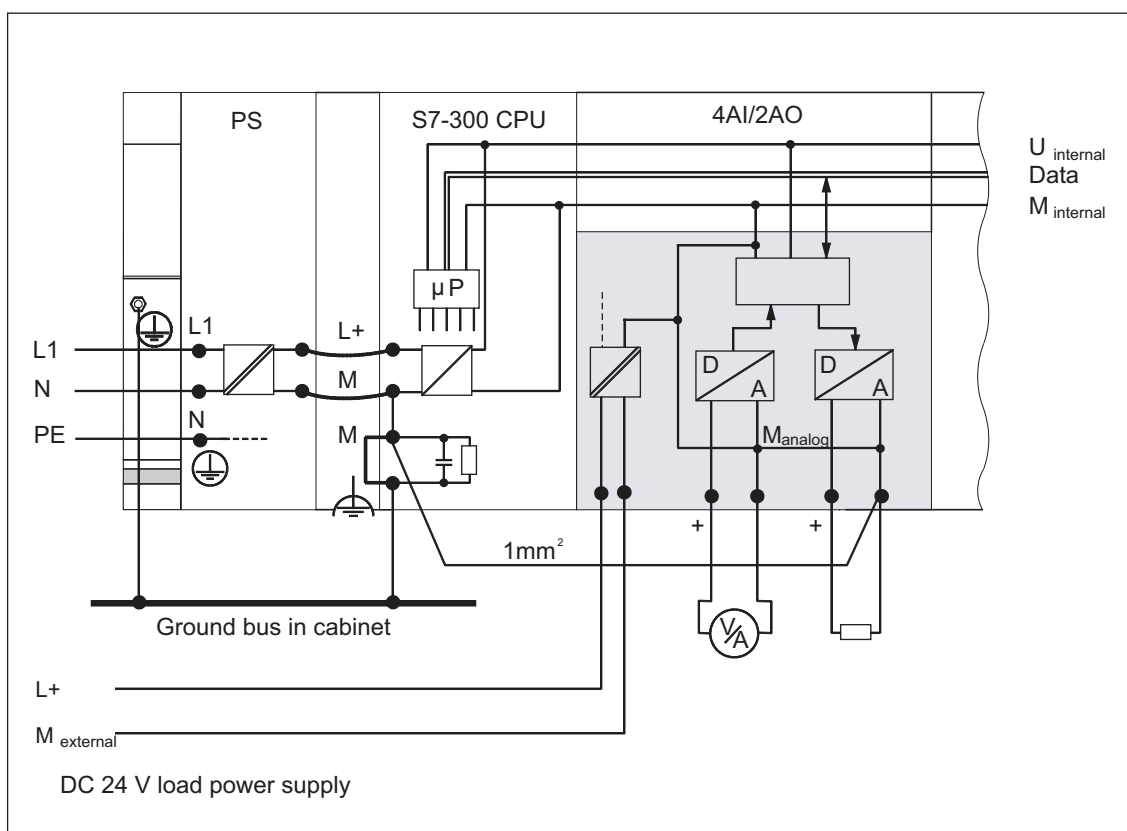 PS
S7-300 CPU
4AI/2AO
U internal
Data
M internal
µP
L1
L+
L1
D
D
N
M
A
A
PE
N
M
M analog
+
+
1mm²
Ground bus in cabinet
V/A
L+
M external
DC 24 V load power supply